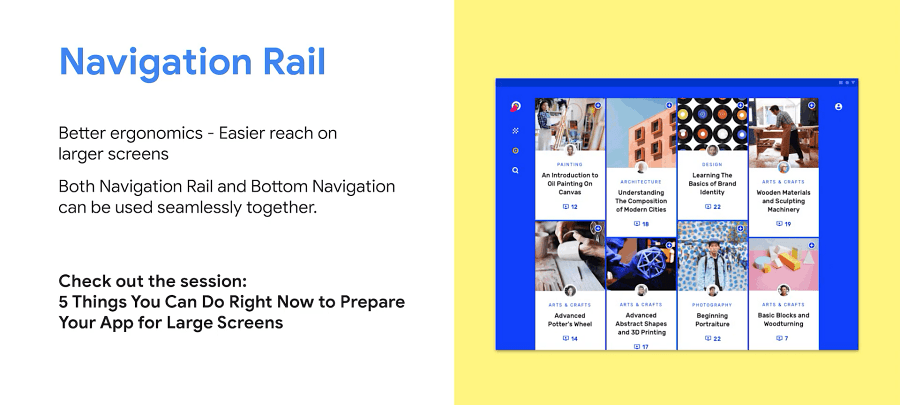 Navigation Rail
Better ergonomics - Easier reach on
larger screens
Both Navigation Rail and Bottom Navigation
can be used seamlessly together.
Check out the session:
5 Things You Can Do Right Now to Prepare
Your App for Large Screens
PAINTING
An Introduction to
Oil Painting On
Canvas
12
ARCHITECTURE
Understanding
The Composition
of Modern Cities
18
DESIGN
Learning The
Basics of Brand
Identity
22
ARTS & CRAFTS
Wooden Materials
and Sculpting
Machinery
19
ARTS & CRAFTS
Advanced
Potter's Wheel
14
ARTS & CRAFTS
Advanced
Abstract Shapes
and 3D Printing
17
PHOTOGRAPHY
Beginning
Portraiture
22
ARTS & CRAFTS
Basic Blocks and
Woodturning
7